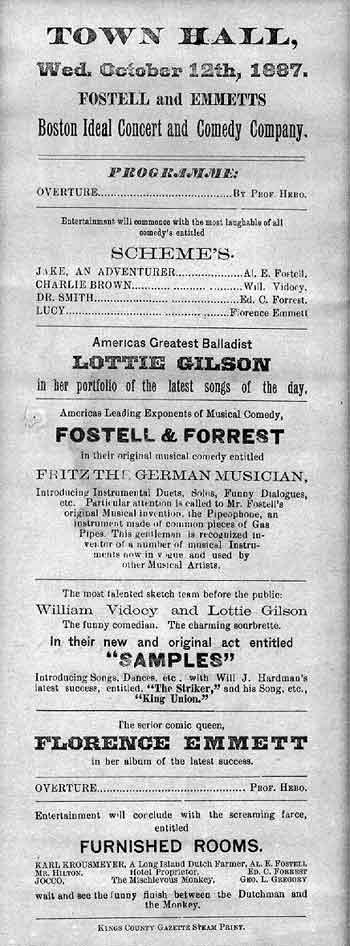 TOWN HALL,
Wed. October 12th, 1887.
FOSTELL and EMMETTS
Boston Ideal Concert and Comedy Company.
PROGRAMME:
OVERTURE........................................By Prof. Hebo.
Entertainment will commence with the most laughable of all
comedy's entitled
SCHEME'S.
JAKE, AN ADVENTURER....................Al. E. Fostell.
CHARLIE BROWN..............................Will. Vidocy.
DR. SMITH.......................................Ed. C. Forrest.
LUCY............................................Florence Emmett
Americas Greatest Balladist
LOTTIE GILSON
in her portfolio of the latest songs of the day.
Americas Leading Exponents of Musical Comedy,
FOSTELL & FORREST
in their original musical comedy entitled
FRITZ THE GERMAN MUSICIAN,
Introducing Instrumental Duets, Solos, Funny Dialogues,
etc. Particular attention is called to Mr. Fostell's
original Musical invention, the Pipeophone, an
instrument made of common pieces of Gas
Pipes. This gentleman is recognized in-
ventor of a number of musical Instru-
ments now in vogue and used by
other Musical Artists.
The most talented sketch team before the public:
William Vidocy and Lottie Gilson
The funny comedian. The charming sourbrette.
In their new and original act entitled
"SAMPLES"
Introducing Songs, Dances, etc., with Will J. Hardman's
latest success, entitled, "The Striker," and his Song, etc.,
"King Union."
The serior comic queen,
FLORENCE EMMETT
in her album of the latest success.
OVERTURE........................................Prof. Hebo.
Entertainment will conclude with the screaming farce,
entitled
FURNISHED ROOMS.
KARL KROUSMEYER, A Long Island Dutch Farmer, AL. E. FOSTELL
MR. HILTON, Hotel Proprietor, ED. C. FORREST
JOCCO, The Mischievous Monkey, GEO. L. GREGORY
wait and see the funny finish between the Dutchman and
the Monkey.
KINGS COUNTY GAZETTE STEAM PRINT.